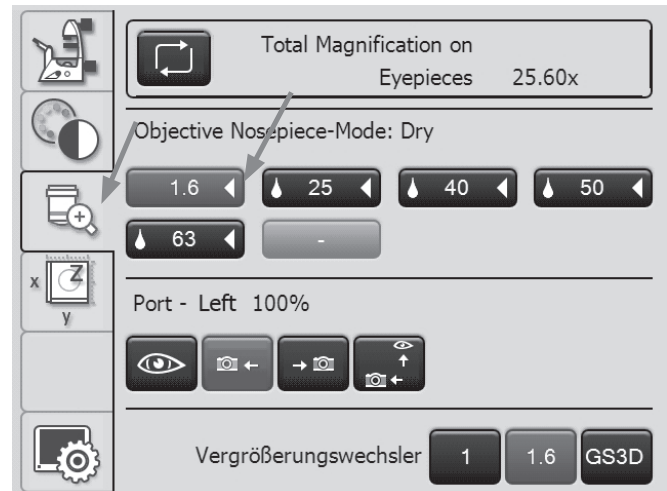 Total Magnification on
Eyepieces 25.60x
Objective Nosepiece-Mode: Dry
1.6 25 40 50
63 -
x Z
y
Port - Left 100%
Vergrößerungswechsler 1 1.6 GS3D